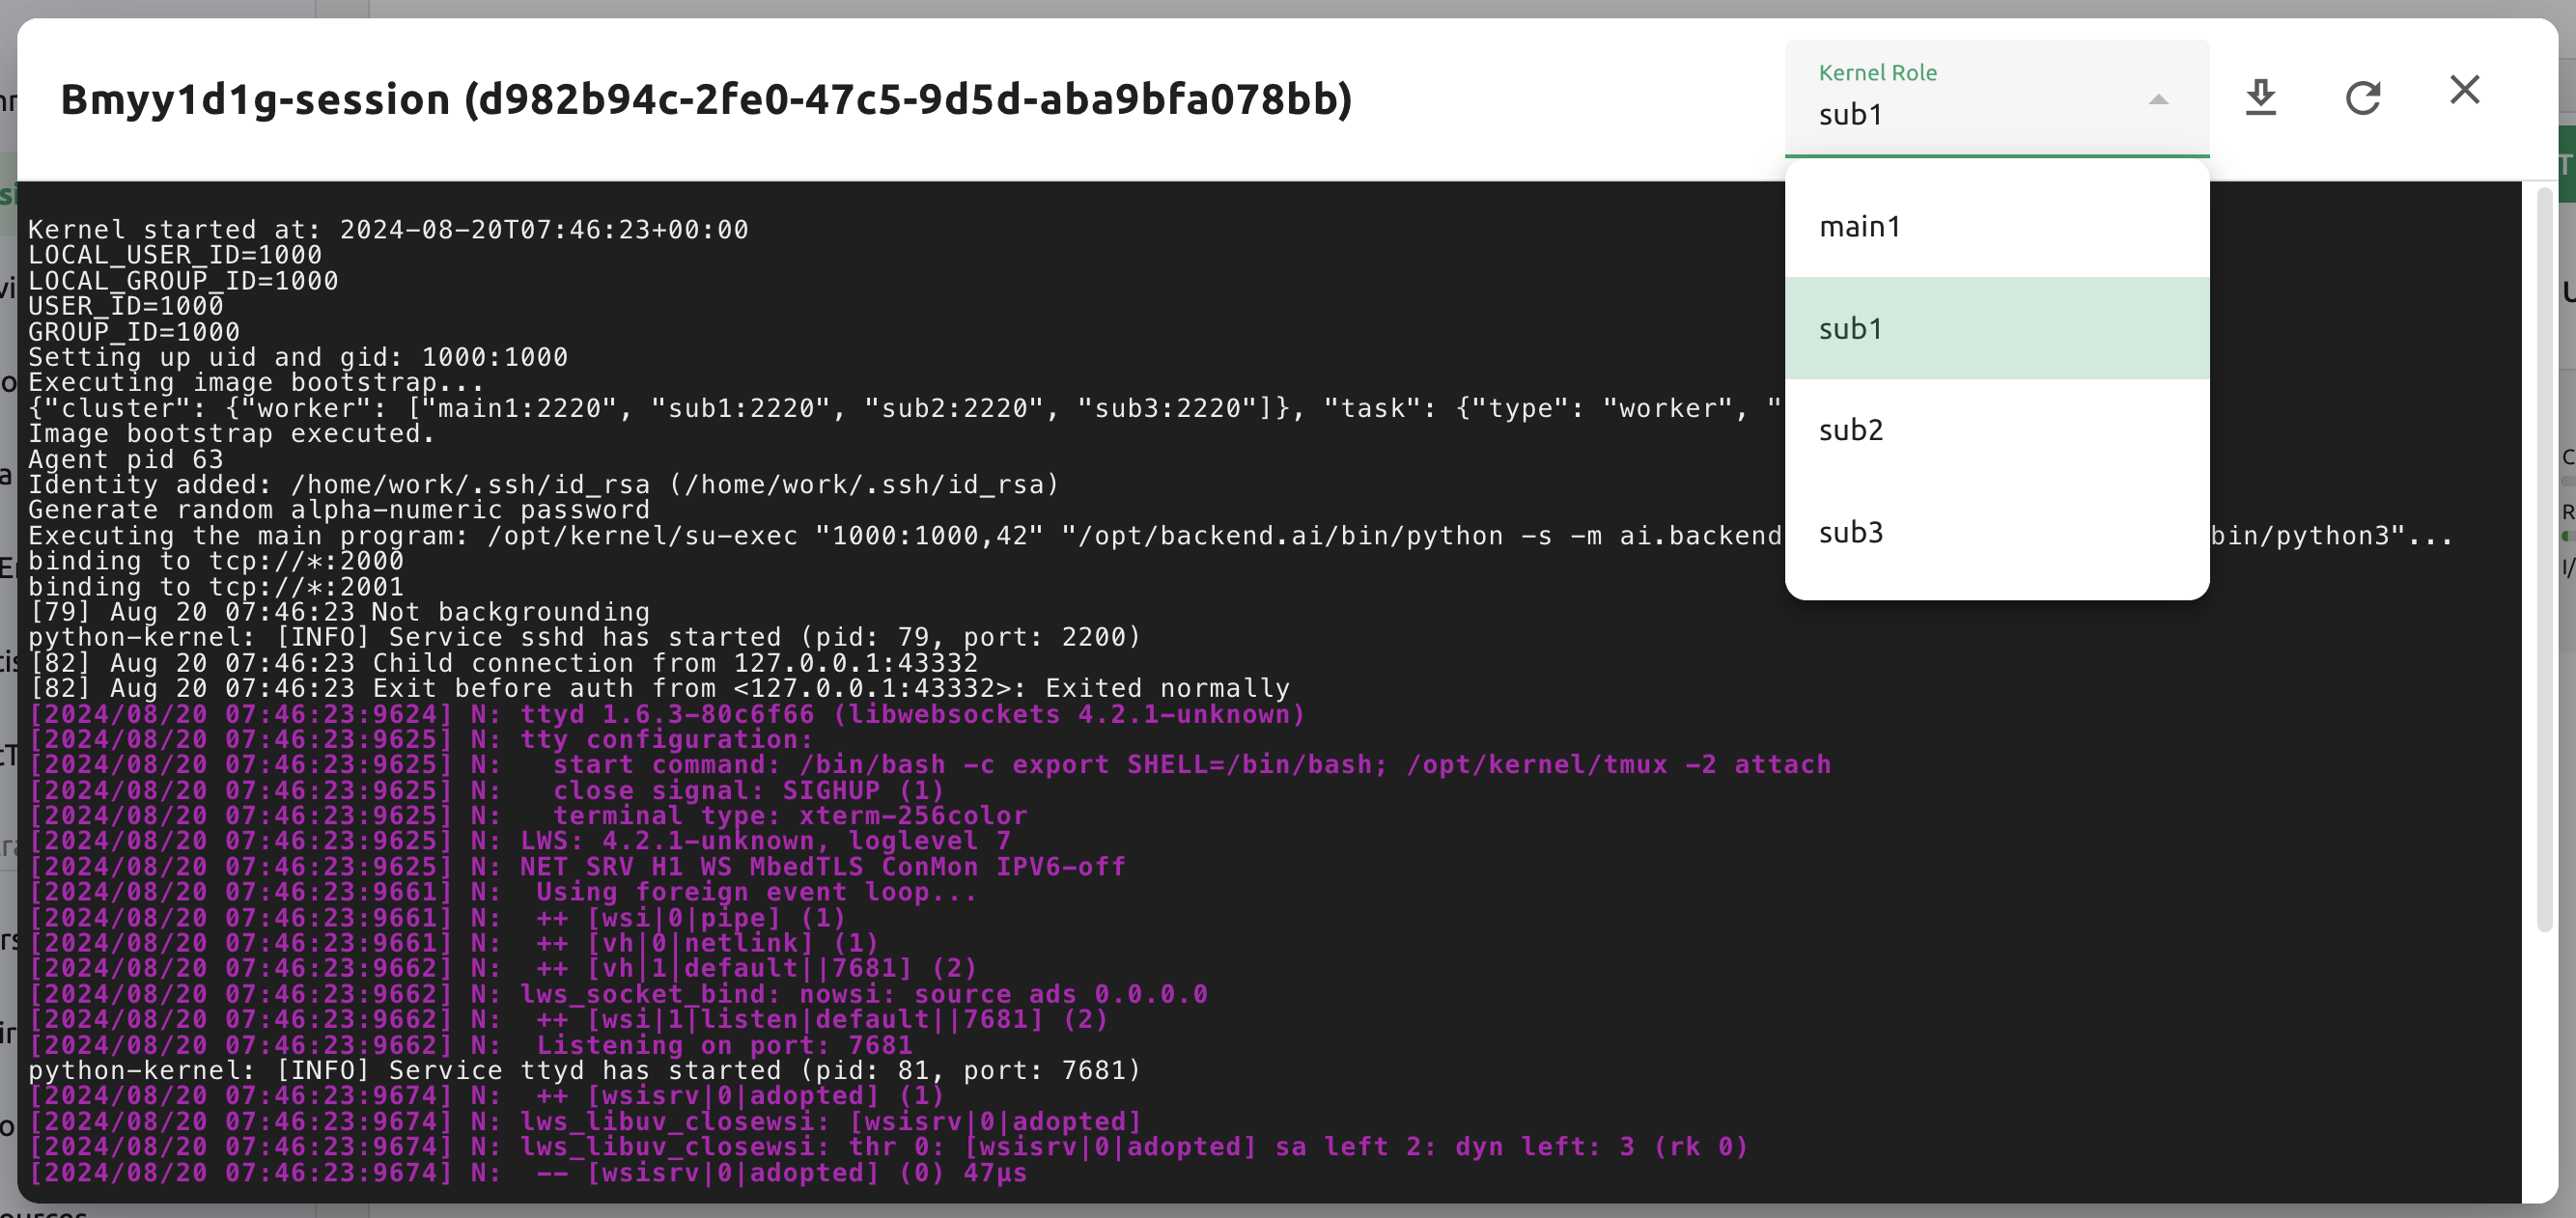 Bmyy1d1g-session (d982b94c-2fe0-47c5-9d5d-aba9bfa078bb)
Kernel Role
sub1
main1
sub1
sub2
sub3
Kernel started at: 2024-08-20T07:46:23+00:00
LOCAL_USER_ID=1000
LOCAL_GROUP_ID=1000
USER_ID=1000
GROUP_ID=1000
Setting up uid and gid: 1000:1000
Executing image bootstrap...
{"cluster": {"worker": ["main1:2220", "sub1:2220", "sub2:2220", "sub3:2220"]}, "task": {"type": "worker", "
Image bootstrap executed.
Agent pid 63
Identity added: /home/work/.ssh/id_rsa (/home/work/.ssh/id_rsa)
Generate random alpha-numeric password
Executing the main program: /opt/kernel/su-exec "1000:1000,42" "/opt/backend.ai/bin/python -s -m ai.backend bin/python3"...
binding to tcp://*:2000
binding to tcp://*:2001
[79] Aug 20 07:46:23 Not backgrounding
python-kernel: [INFO] Service sshd has started (pid: 79, port: 2200)
[82] Aug 20 07:46:23 Child connection from 127.0.0.1:43332
[82] Aug 20 07:46:23 Exit before auth from <127.0.0.1:43332>: Exited normally
[2024/08/20 07:46:23:9624] N: ttyd 1.6.3-80c6f66 (libwebsockets 4.2.1-unknown)
[2024/08/20 07:46:23:9625] N: tty configuration:
[2024/08/20 07:46:23:9625] N:   start command: /bin/bash -c export SHELL=/bin/bash; /opt/kernel/tmux -2 attach
[2024/08/20 07:46:23:9625] N:   close signal: SIGHUP (1)
[2024/08/20 07:46:23:9625] N:   terminal type: xterm-256color
[2024/08/20 07:46:23:9625] N: LWS: 4.2.1-unknown, loglevel 7
[2024/08/20 07:46:23:9625] N: NET SRV H1 WS MbedTLS ConMon IPV6-off
[2024/08/20 07:46:23:9661] N:  Using foreign event loop...
[2024/08/20 07:46:23:9661] N:  ++ [wsi|0|pipe] (1)
[2024/08/20 07:46:23:9661] N:  ++ [vh|0|netlink] (1)
[2024/08/20 07:46:23:9662] N:  ++ [vh|1|default||7681] (2)
[2024/08/20 07:46:23:9662] N: lws_socket_bind: nowsi: source ads 0.0.0.0
[2024/08/20 07:46:23:9662] N:  ++ [wsi|1|listen|default||7681] (2)
[2024/08/20 07:46:23:9662] N:  Listening on port: 7681
python-kernel: [INFO] Service ttyd has started (pid: 81, port: 7681)
[2024/08/20 07:46:23:9674] N:  ++ [wsisrv|0|adopted] (1)
[2024/08/20 07:46:23:9674] N: lws_libuv_closewsi: [wsisrv|0|adopted]
[2024/08/20 07:46:23:9674] N: lws_libuv_closewsi: thr 0: [wsisrv|0|adopted] sa left 2: dyn left: 3 (rk 0)
[2024/08/20 07:46:23:9674] N:  -- [wsisrv|0|adopted] (0) 47µs